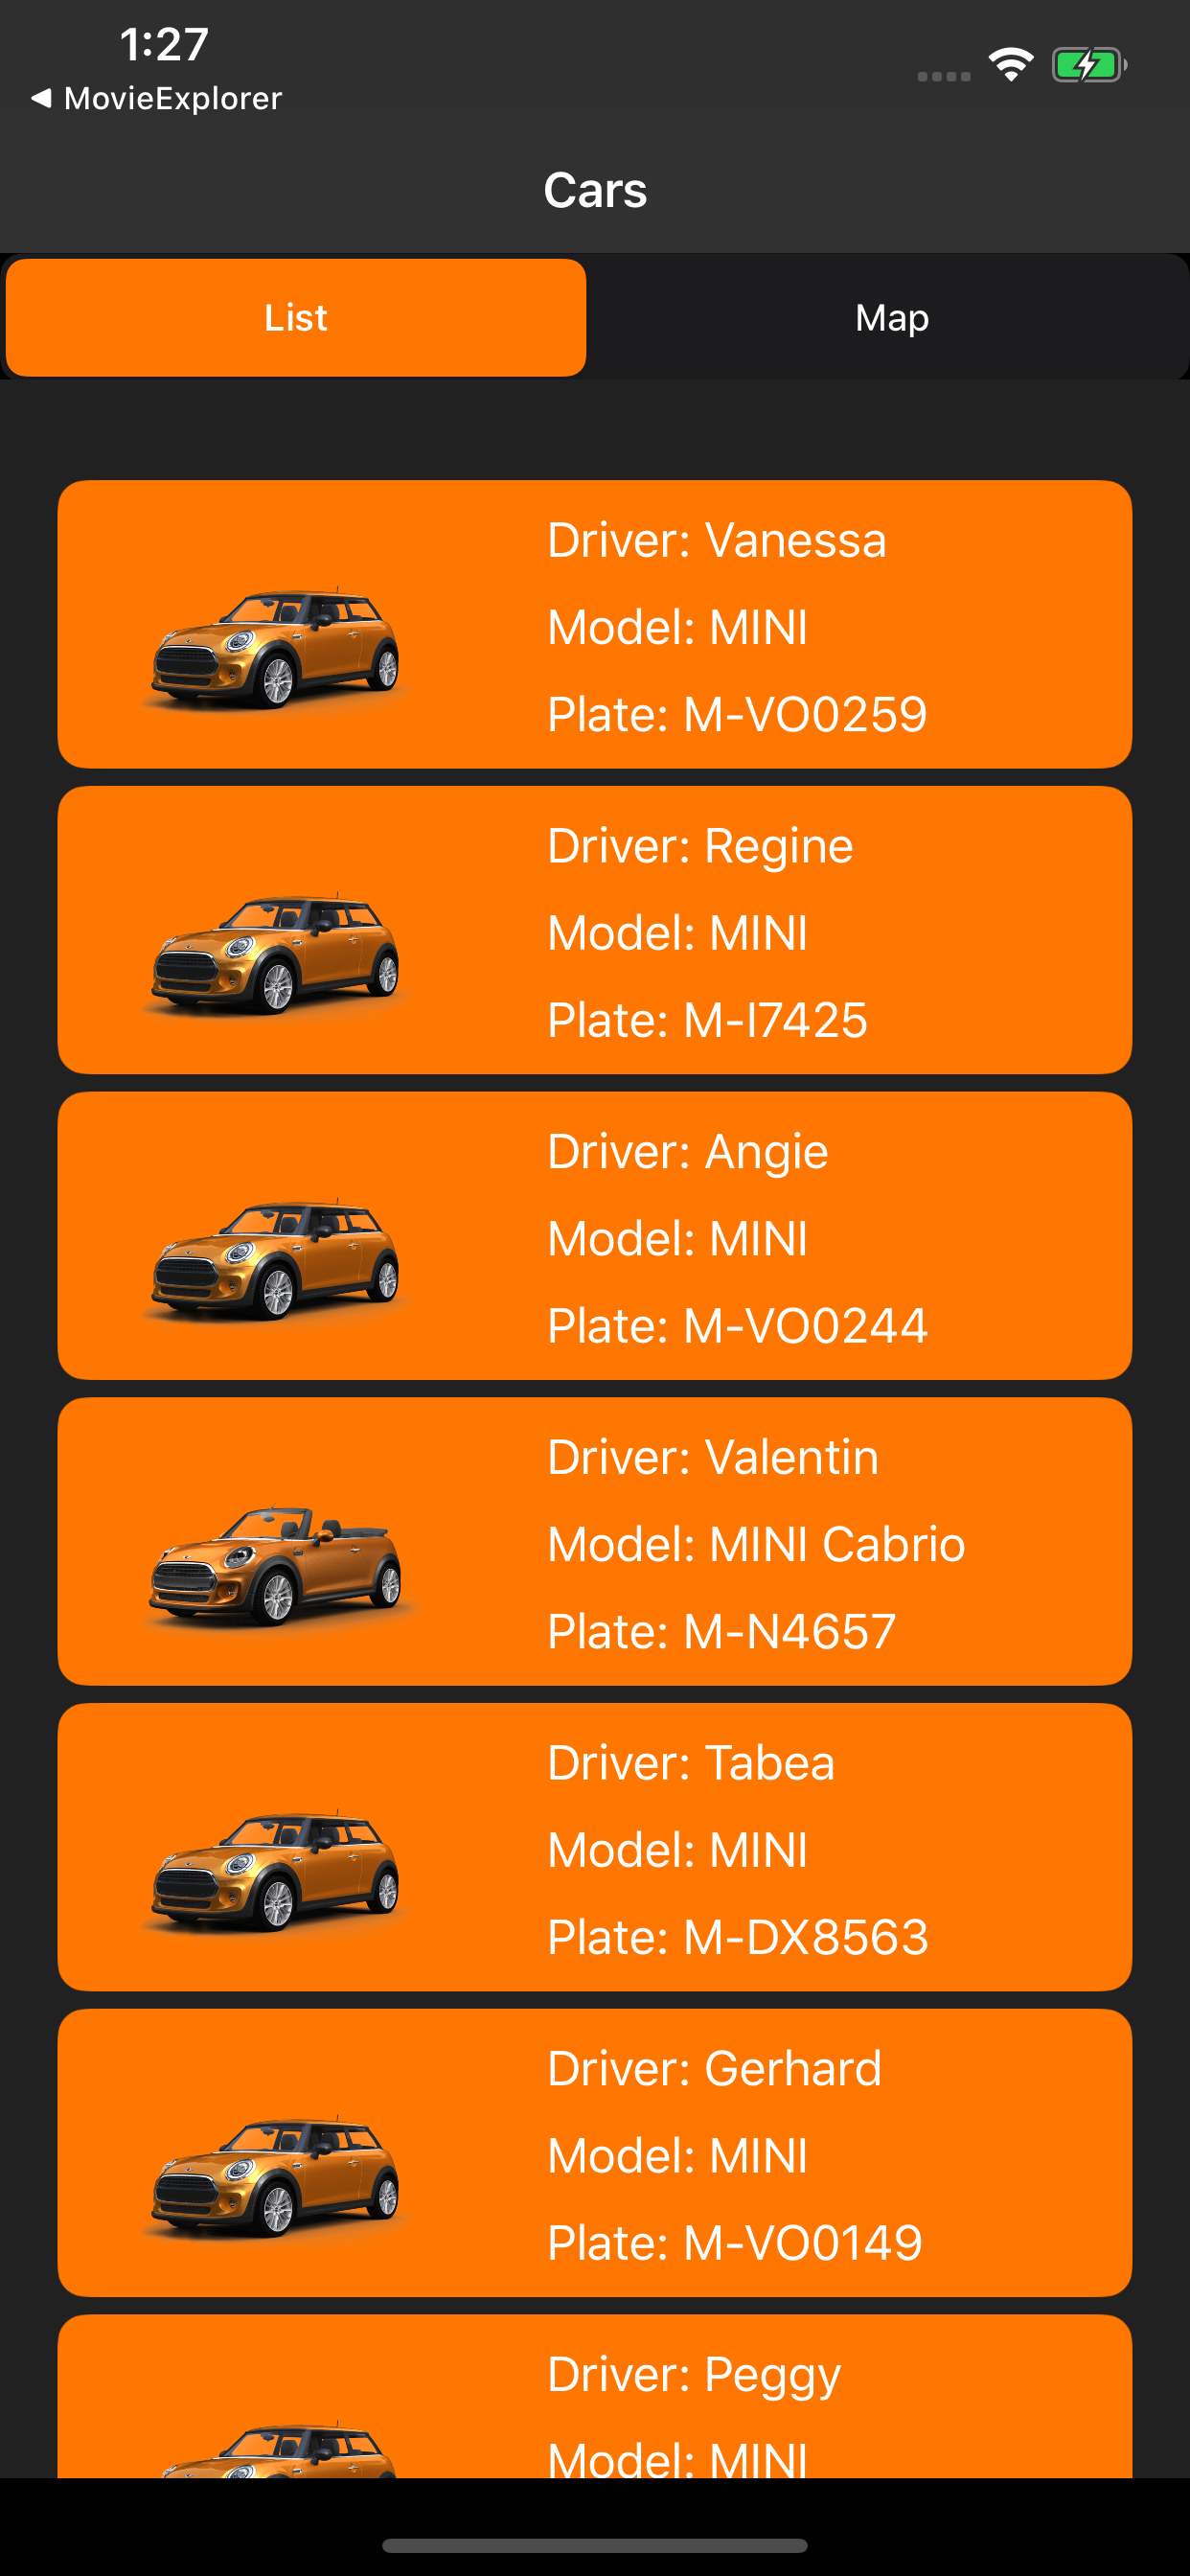 1:27
◀ MovieExplorer
Cars
List
Map
Driver: Vanessa
Model: MINI
Plate: M-VO0259
Driver: Regine
Model: MINI
Plate: M-I7425
Driver: Angie
Model: MINI
Plate: M-VO0244
Driver: Valentin
Model: MINI Cabrio
Plate: M-N4657
Driver: Tabea
Model: MINI
Plate: M-DX8563
Driver: Gerhard
Model: MINI
Plate: M-VO0149
Driver: Peggy
Model: MINI